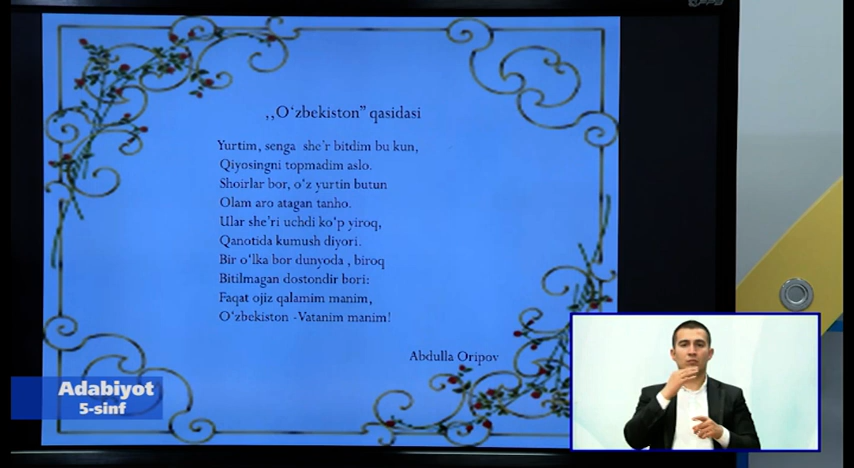 ,,O‘zbekiston” qasidasi
Yurtim, senga she’r bitdim bu kun,
Qiyosingni topmadim aslo.
Shoirlar bor, o‘z yurtin butun
Olam aro atagan tanho.
Ular she’ri uchdi ko‘p yiroq,
Qanotida kumush diyori.
Bir o‘lka bor dunyoda , biroq
Bitilmagan dostondir bori:
Faqat ojiz qalamim manim,
O‘zbekiston -Vatanim manim!
Abdulla Oripov
Adabiyot
5-sinf